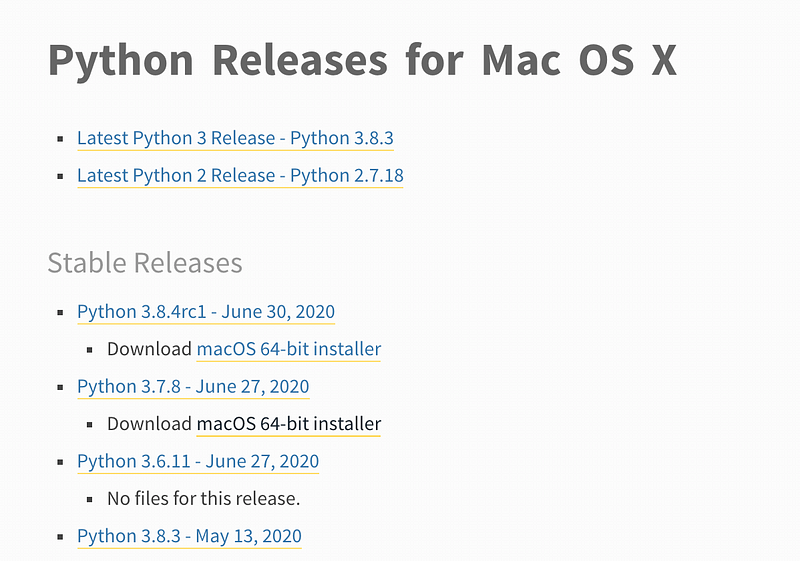 Python Releases for Mac OS X
Latest Python 3 Release - Python 3.8.3
Latest Python 2 Release - Python 2.7.18
Stable Releases
Python 3.8.4rc1 - June 30, 2020
Download macOS 64-bit installer
Python 3.7.8 - June 27, 2020
Download macOS 64-bit installer
Python 3.6.11 - June 27, 2020
No files for this release.
Python 3.8.3 - May 13, 2020